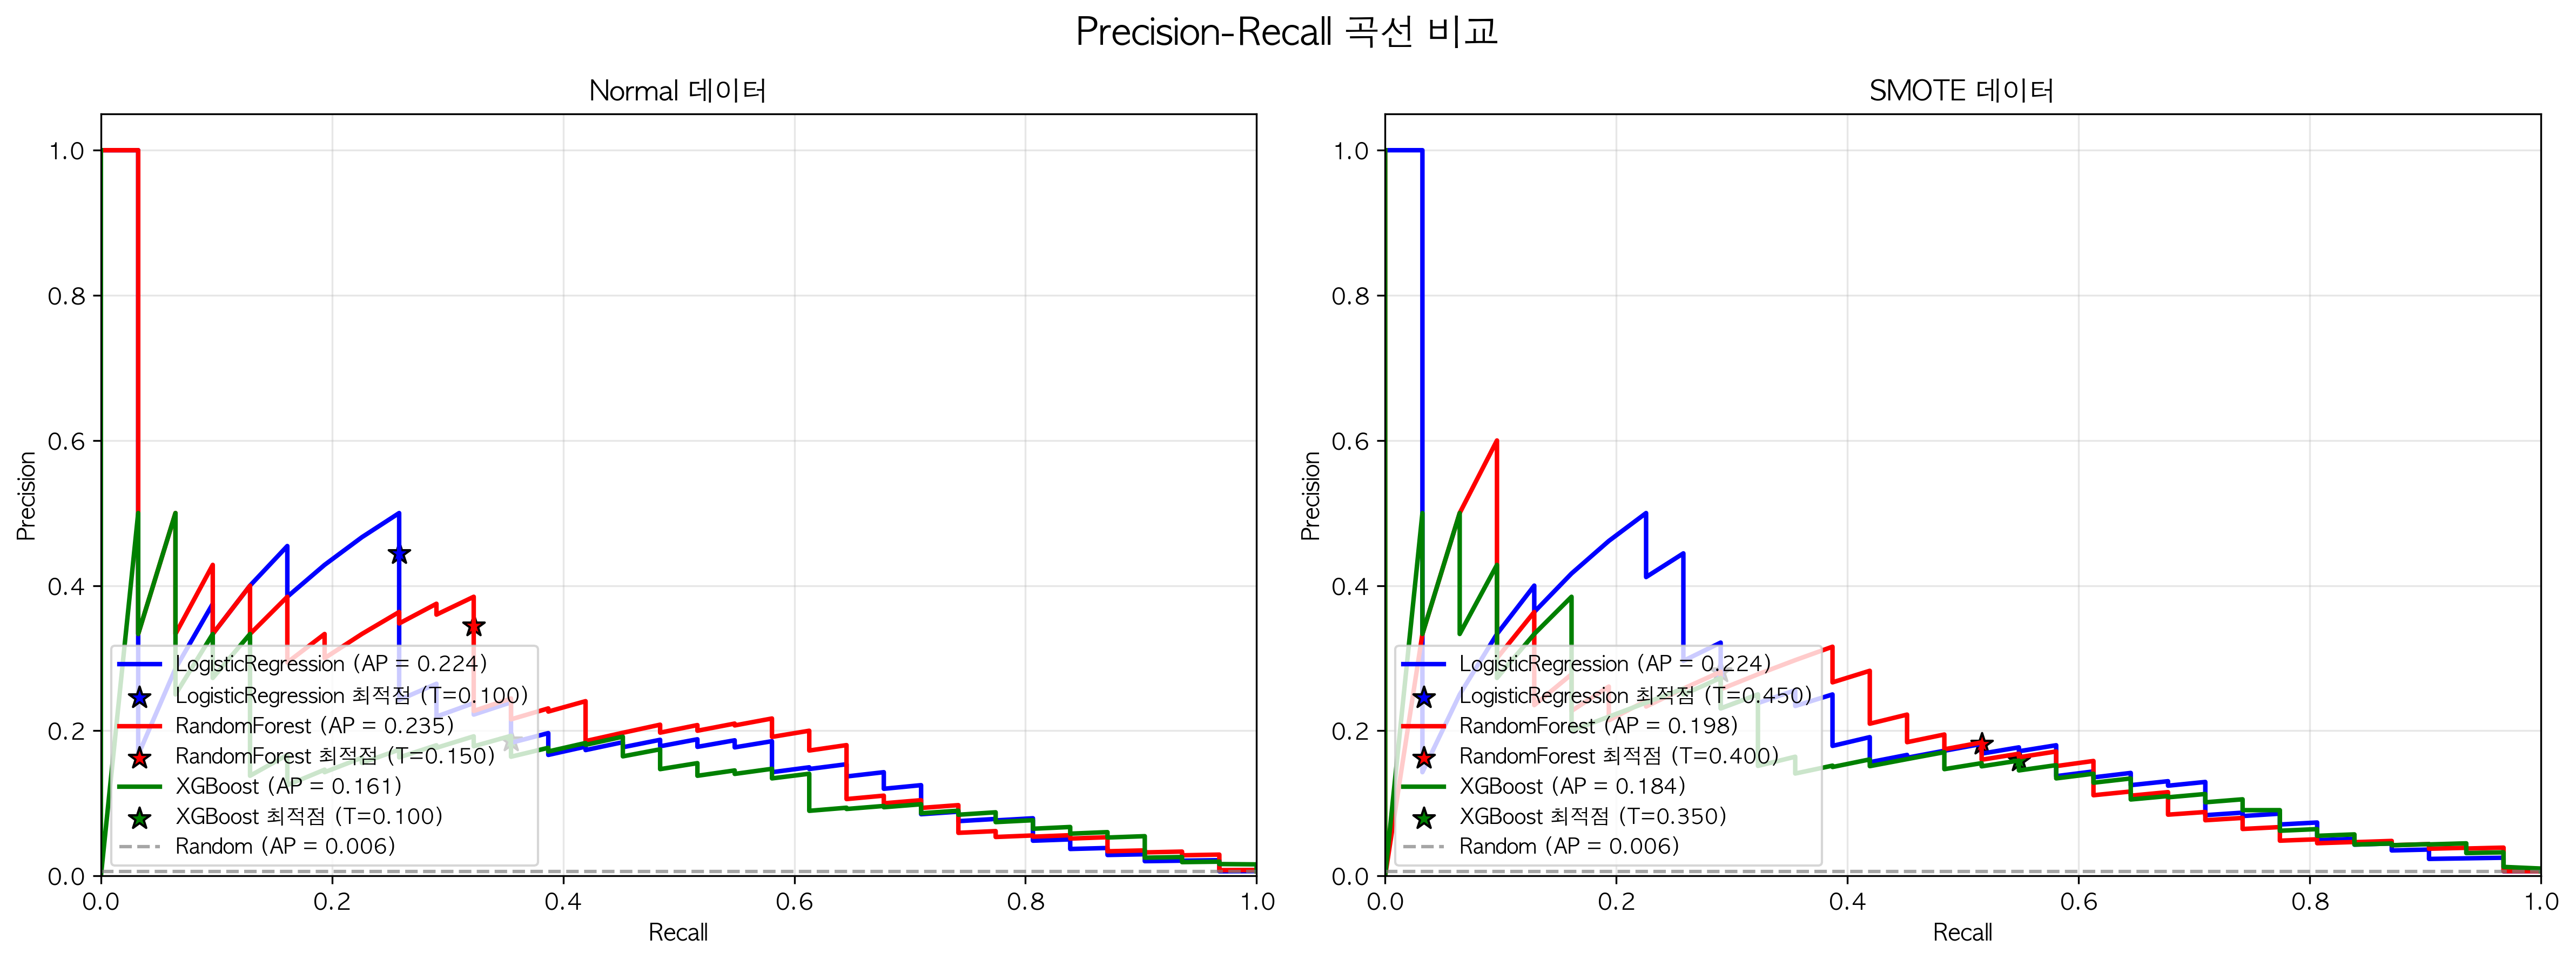 Precision-Recall 곡선 비교
Normal 데이터
Precision
1.0
0.8
0.6
0.4
0.2
0.0
LogisticRegression (AP = 0.224)
LogisticRegression 최적점 (T=0.100)
RandomForest (AP = 0.235)
RandomForest 최적점 (T=0.150)
XGBoost (AP = 0.161)
XGBoost 최적점 (T=0.100)
Random (AP = 0.006)
0.0 0.2 0.4 0.6 0.8 1.0
Recall
SMOTE 데이터
Precision
1.0
0.8
0.6
0.4
0.2
0.0
LogisticRegression (AP = 0.224)
LogisticRegression 최적점 (T=0.450)
RandomForest (AP = 0.198)
RandomForest 최적점 (T=0.400)
XGBoost (AP = 0.184)
XGBoost 최적점 (T=0.350)
Random (AP = 0.006)
0.0 0.2 0.4 0.6 0.8 1.0
Recall